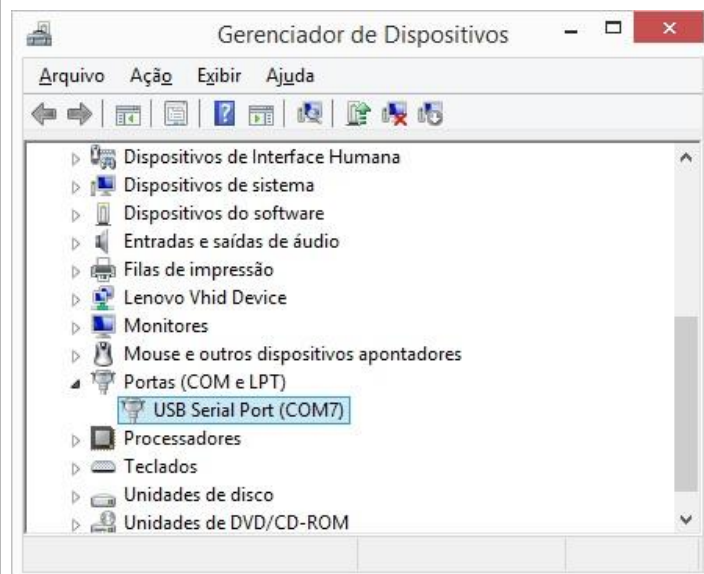 Gerenciador de Dispositivos
Arquivo Ação Exibir Ajuda
Dispositivos de Interface Humana
Dispositivos de sistema
Dispositivos do software
Entradas e saídas de áudio
Filas de impressão
Lenovo Vhid Device
Monitores
Mouse e outros dispositivos apontadores
Portas (COM e LPT)
USB Serial Port (COM7)
Processadores
Teclados
Unidades de disco
Unidades de DVD/CD-ROM